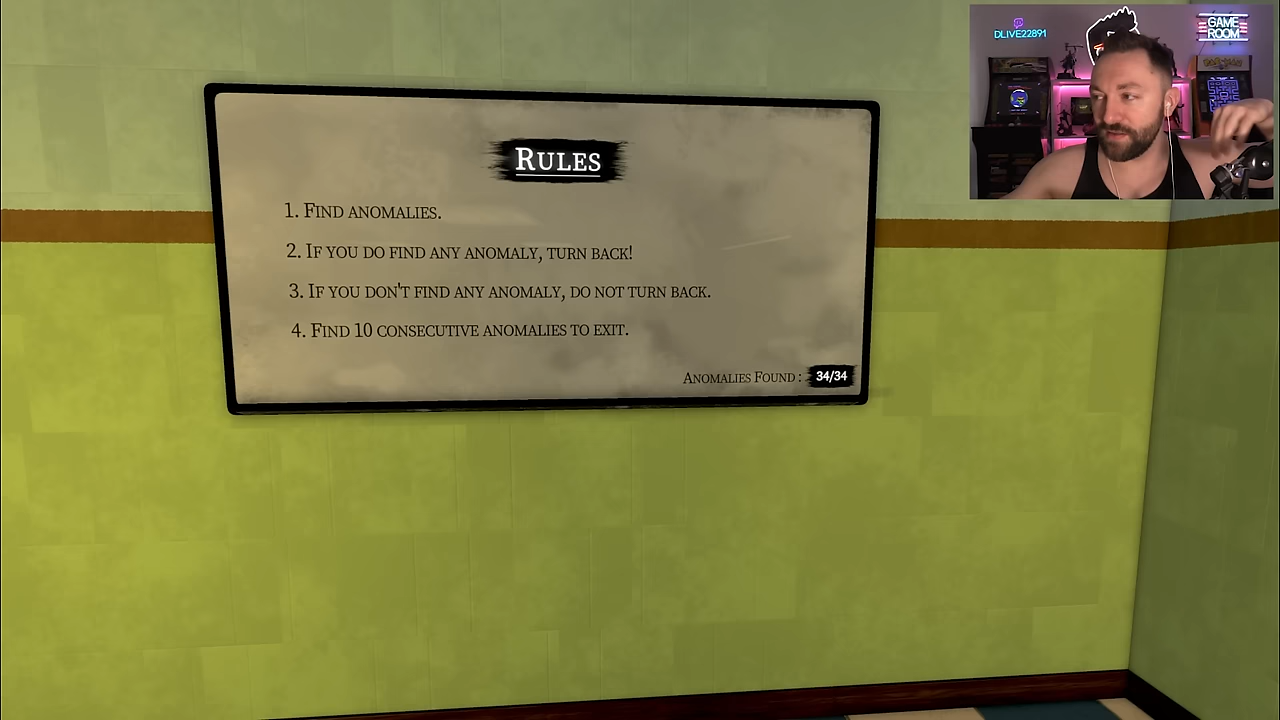 DLIVE22891
GAME
ROOM
RULES
1. FIND ANOMALIES.
2. IF YOU DO FIND ANY ANOMALY, TURN BACK!
3. IF YOU DON'T FIND ANY ANOMALY, DO NOT TURN BACK.
4. FIND 10 CONSECUTIVE ANOMALIES TO EXIT.
ANOMALIES FOUND : 34/34